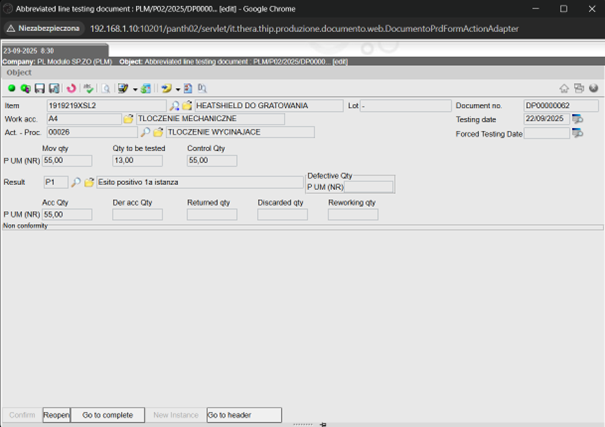 Abbreviated line testing document : PLM/P02/2025/DP0000... [edit] - Google Chrome
Niezabezpieczona 192.168.1.10:10201/panth02/servlet/it.thera.thip.produzione.documento.web.DocumentoPrdFormActionAdapter
23-09-2025 8:30
Company: PL Modulo SP.ZO (PLM) Object: Abbreviated line testing document : PLM/P02/2025/DP0000... [edit]
Object
Item 1919219XSL2 HEATSHIELD DO GRATOWANIA Lot - Document no. DP00000062
Work acc. A4 TLOCZENIE MECHANICZNE Testing date 22/09/2025
Act. - Proc. 00026 TLOCZENIE WYCINAJACE Forced Testing Date
Mov qty Qty to be tested Control Qty
P UM (NR) 55,00 13,00 55,00
Defective Qty
Result P1 Esito positivo 1a istanza P UM (NR)
Acc Qty Der acc Qty Returned qty Discarded qty Reworking qty
P UM (NR) 55,00
Non conformity
Confirm Reopen Go to complete New Instance Go to header